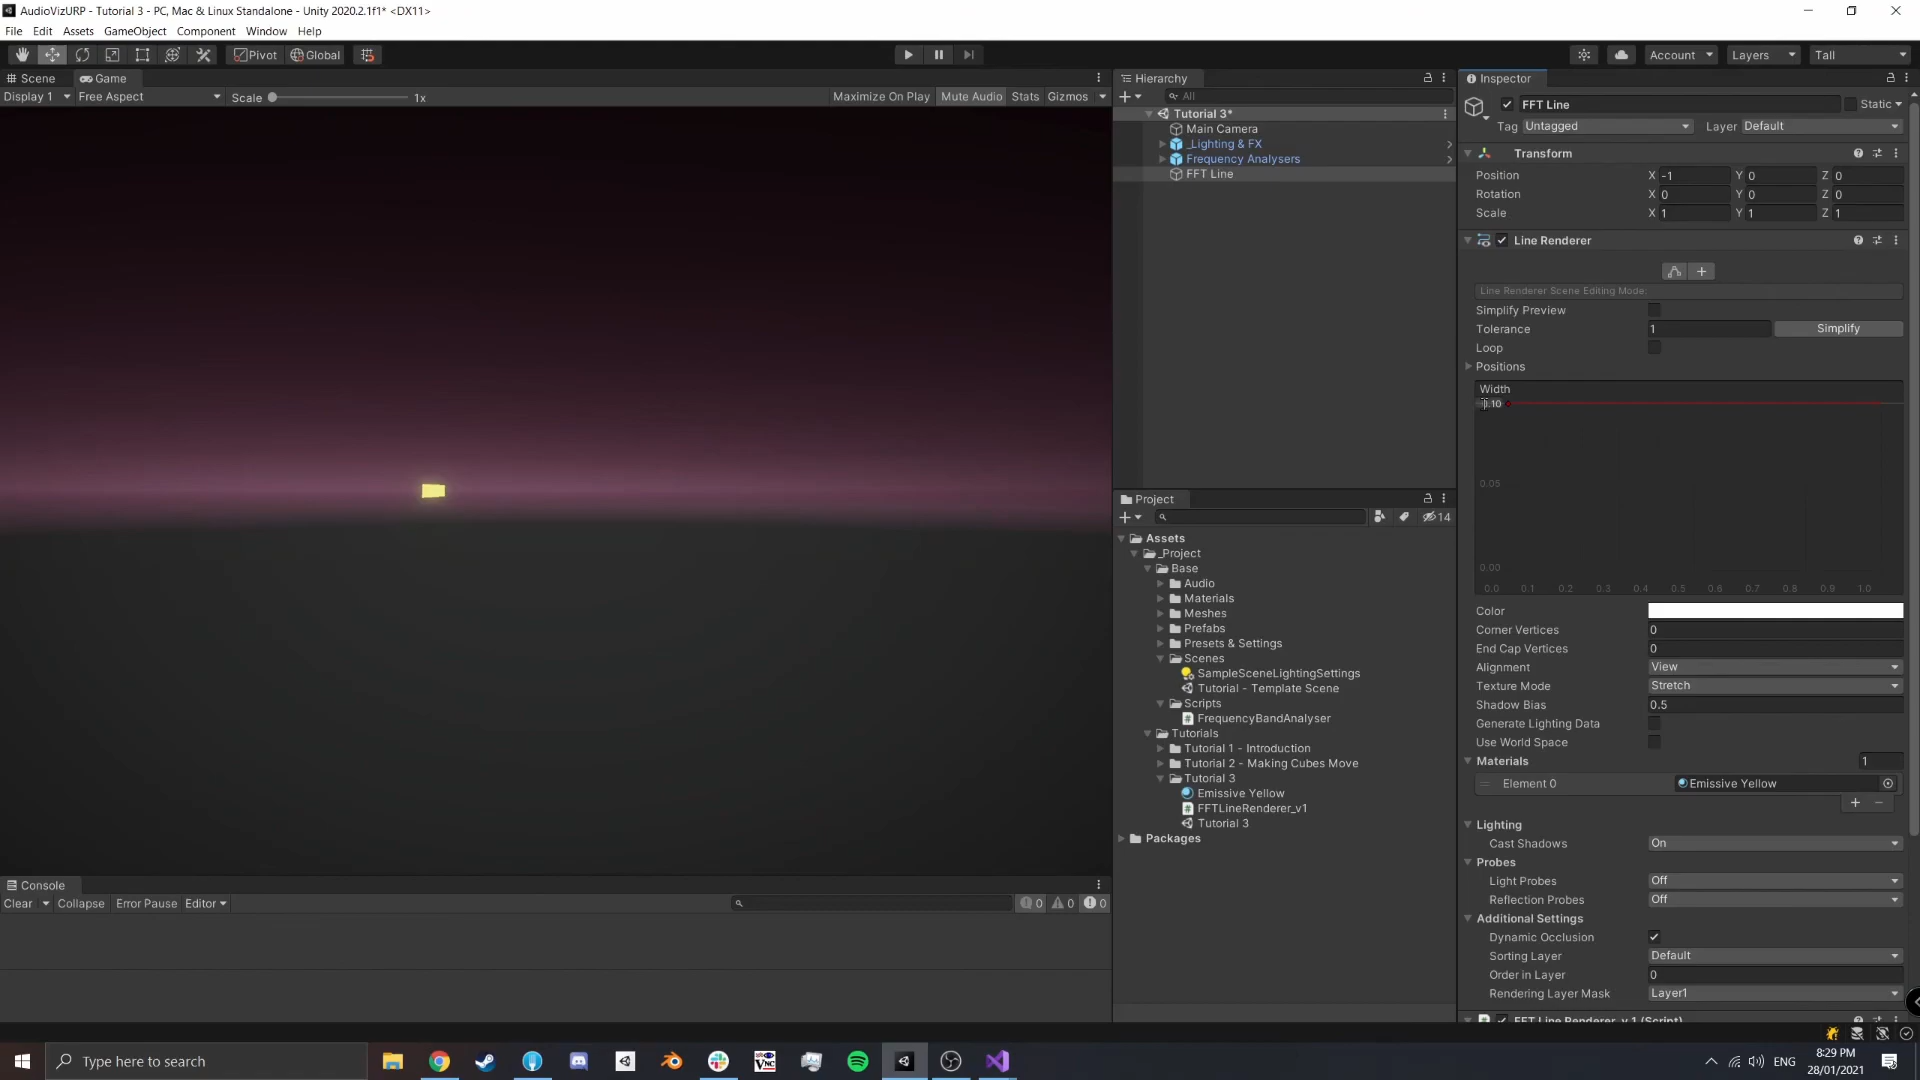 AudioVizURP - Tutorial 3 - PC, Mac & Linux Standalone - Unity 2020.2.1f1* <DX11>
File Edit Assets GameObject Component Window Help
Pivot Global Account Layers Tall
Scene Game
Display 1 Free Aspect Scale 1x Maximize On Play Mute Audio Stats Gizmos
Hierarchy
All
Tutorial 3*
Main Camera
_Lighting & FX
Frequency Analysers
FFT Line
Project
14
Assets
_Project
Base
Audio
Materials
Meshes
Prefabs
Presets & Settings
Scenes
SampleSceneLightingSettings
Tutorial - Template Scene
Scripts
FrequencyBandAnalyser
Tutorials
Tutorial 1 - Introduction
Tutorial 2 - Making Cubes Move
Tutorial 3
Emissive Yellow
FFTLineRenderer_v1
Tutorial 3
Packages
Inspector
FFT Line Static
Tag Untagged Layer Default
Transform
Position X -1 Y 0 Z 0
Rotation X 0 Y 0 Z 0
Scale X 1 Y 1 Z 1
Line Renderer
Line Renderer Scene Editing Mode:
Simplify Preview
Tolerance 1 Simplify
Loop
Positions
Width
0.05
0.00
0.0 0.1 0.2 0.3 0.4 0.5 0.6 0.7 0.8 0.9 1.0
Color
Corner Vertices 0
End Cap Vertices 0
Alignment View
Texture Mode Stretch
Shadow Bias 0.5
Generate Lighting Data
Use World Space
Materials 1
Element 0 Emissive Yellow
Lighting
Cast Shadows On
Probes
Light Probes Off
Reflection Probes Off
Additional Settings
Dynamic Occlusion
Sorting Layer Default
Order in Layer 0
Rendering Layer Mask Layer1
FFT Line Renderer_v 1 (Script)
Console
Clear Collapse Error Pause Editor 0 0 0
Type here to search
ENG
8:29 PM
28/01/2021